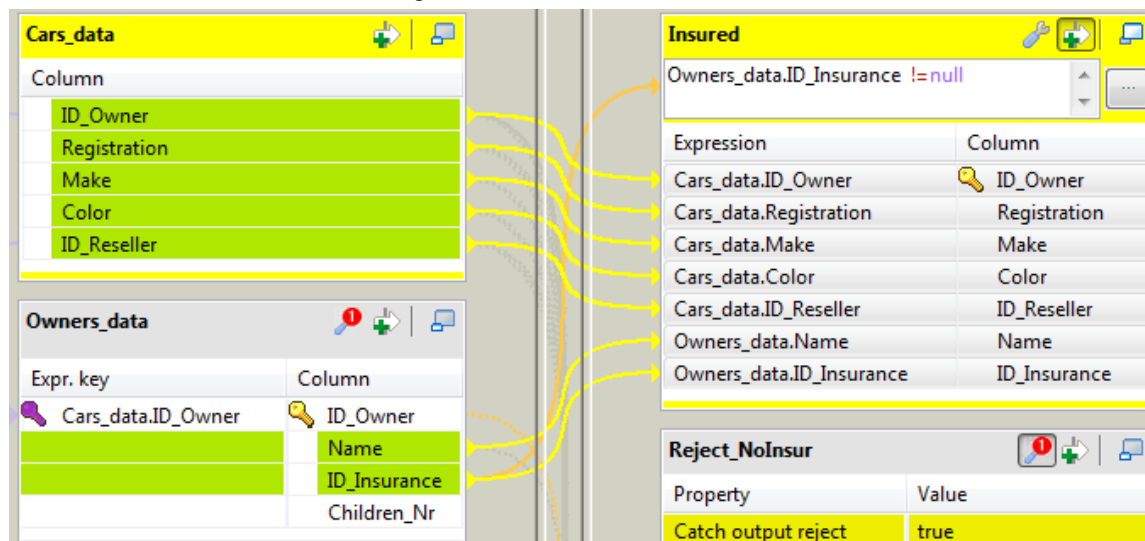 Cars_data
Column
ID_Owner
Registration
Make
Color
ID_Reseller
Owners_data
1
Expr. key Column
Cars_data.ID_Owner ID_Owner
Name
ID_Insurance
Children_Nr
Insured
Owners_data.ID_Insurance !=null
...
Expression Column
Cars_data.ID_Owner ID_Owner
Cars_data.Registration Registration
Cars_data.Make Make
Cars_data.Color Color
Cars_data.ID_Reseller ID_Reseller
Owners_data.Name Name
Owners_data.ID_Insurance ID_Insurance
Reject_NoInsur
1
Property Value
Catch output reject true